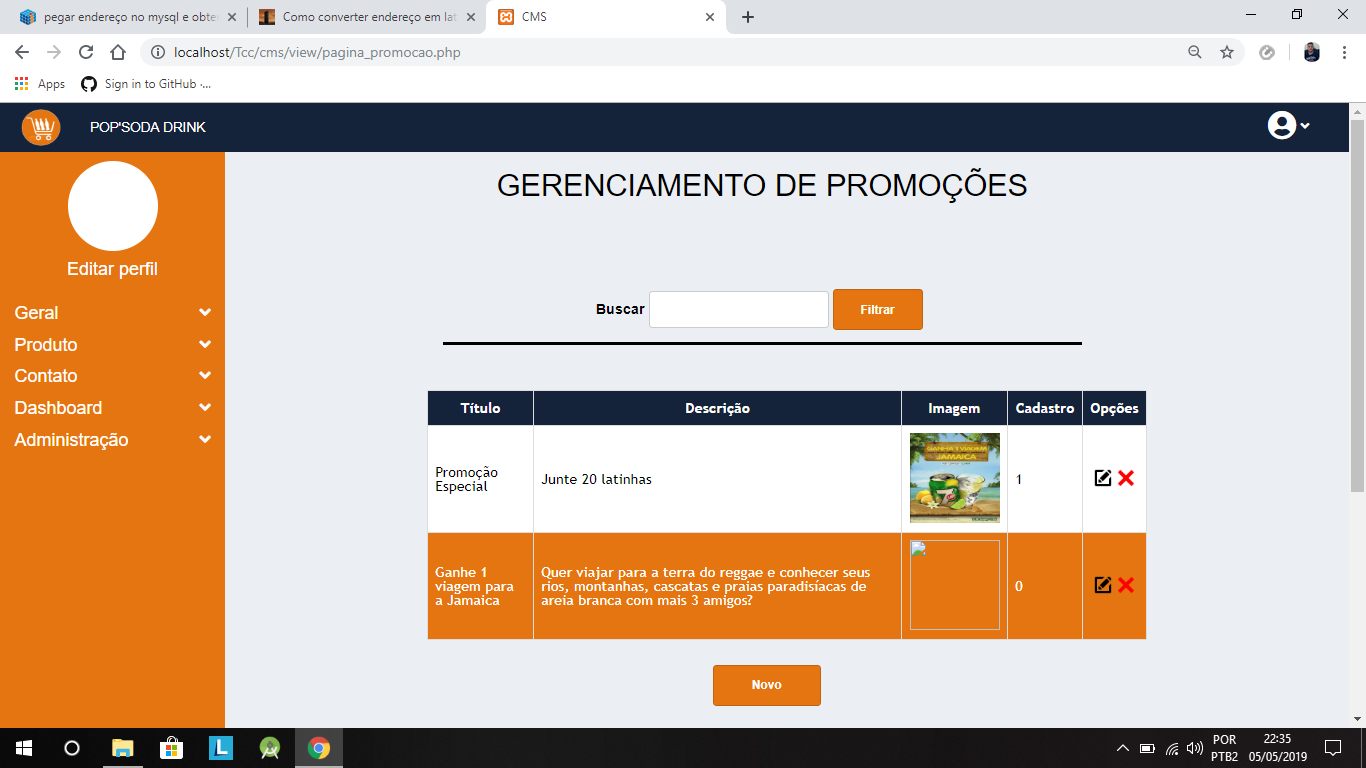 pegar endereço no mysql e obte
Como converter endereço em lat
CMS
localhost/Tcc/cms/view/pagina_promocao.php
Apps
Sign in to GitHub ·...
POP'SODA DRINK
GERENCIAMENTO DE PROMOÇÕES
Editar perfil
Geral
Produto
Contato
Dashboard
Administração
Buscar
Filtrar
Título
Descrição
Imagem
Cadastro
Opções
Promoção
Especial
Junte 20 latinhas
GANHA 1 VIAGEM
JAMAICA
1
Ganhe 1
viagem para
a Jamaica
Quer viajar para a terra do reggae e conhecer seus
rios, montanhas, cascatas e praias paradisíacas de
areia branca com mais 3 amigos?
0
Novo
L
POR
PTB2
22:35
05/05/2019